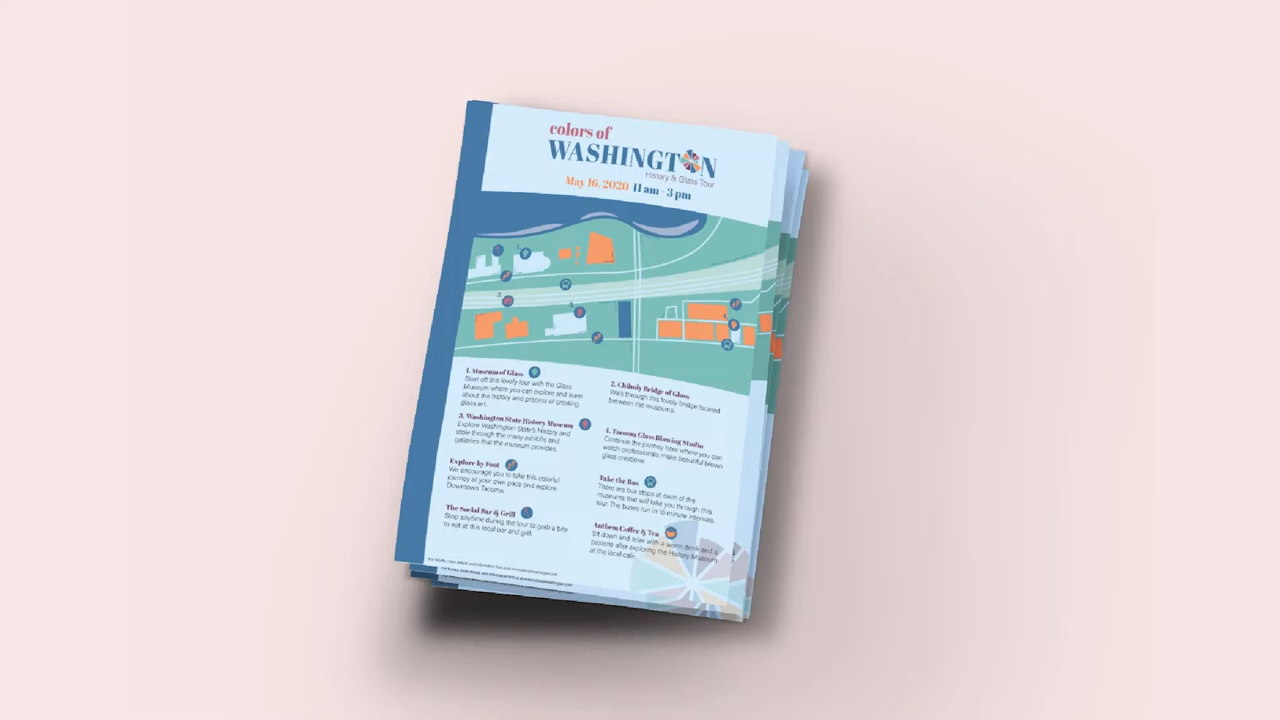 colors of
WASHINGTON
History & Glass Tour
May 16, 2020 11 am - 3 pm
1. Museum of Glass
Start off this lovely tour with the Glass
Museum where you can explore and learn
about the history and process of creating
glass art.
2. Chihuly Bridge of Glass
Walk through this lovely bridge located
between the museums.
3. Washington State History Museum
Explore Washington State's History and
stole through the many exhibits and
galleries that the museum provides.
4. Tacoma Glass Blowing Studio
Continue the journey here where you can
watch professionals make beautiful blown
glass creations.
Explore by Foot
We encourage you to take this colorful
journey at your own pace and explore
Downtown Tacoma.
Take the Bus
There are bus stops at each of the
museums that will take you through this
tour. The buses run in 15 minute intervals.
The Social Bar & Grill
Stop anytime during the tour to grab a bite
to eat at this local bar and grill.
Anthem Coffee & Tea
Sit down and relax with a warm drink and a
pasterie after exploring the History Museum
at the local cafe.